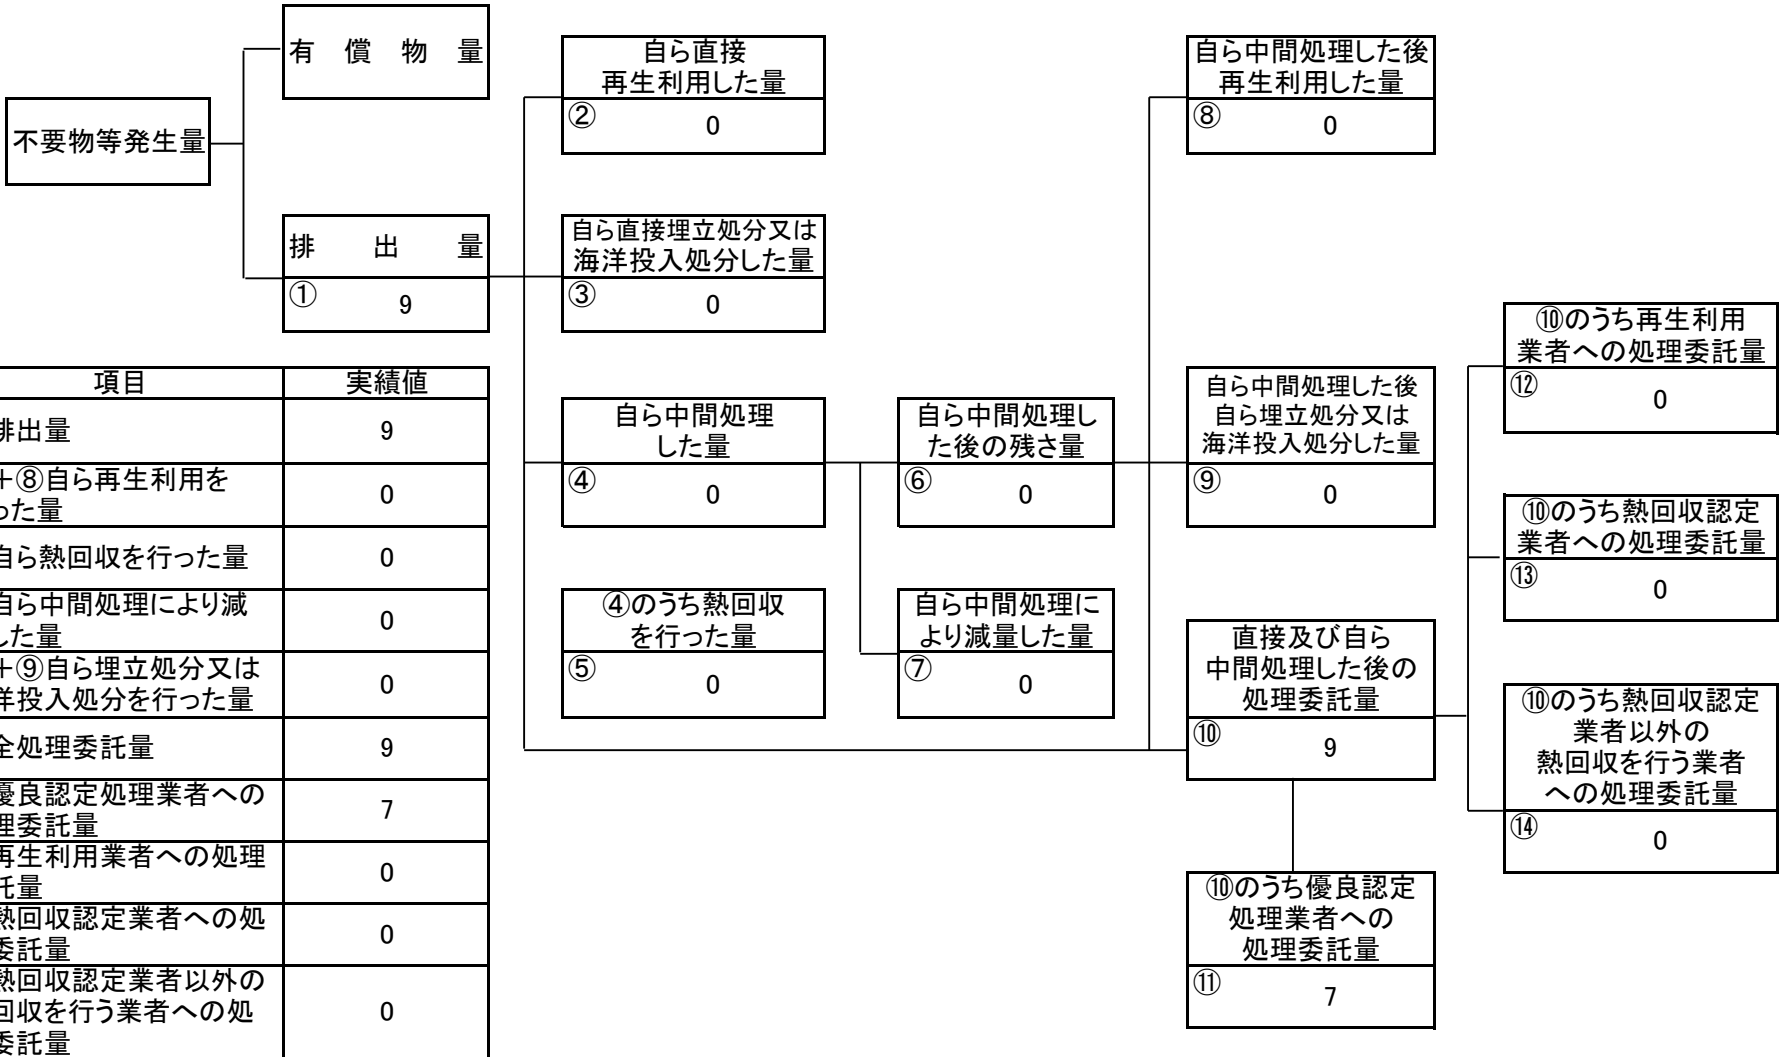 有償物量
不要物等発生量
排出量
① 9
自ら直接
再生利用した量
② 0
自ら直接埋立処分又は
海洋投入処分した量
③ 0
自ら中間処理
した量
④ 0
④のうち熱回収
を行った量
⑤ 0
自ら中間処理し
た後の残さ量
⑥ 0
自ら中間処理に
より減量した量
⑦ 0
自ら中間処理した後
再生利用した量
⑧ 0
自ら中間処理した後
自ら埋立処分又は
海洋投入処分した量
⑨ 0
直接及び自ら
中間処理した後の
処理委託量
⑩ 9
⑩のうち優良認定
処理業者への
処理委託量
⑪ 7
⑩のうち再生利用
業者への処理委託量
⑫ 0
⑩のうち熱回収認定
業者への処理委託量
⑬ 0
⑩のうち熱回収認定
業者以外の
熱回収を行う業者
への処理委託量
⑭ 0
項目 実績値
排出量 9
+⑧自ら再生利用を
った量 0
自ら熱回収を行った量 0
自ら中間処理により減
した量 0
+⑨自ら埋立処分又は
洋投入処分を行った量 0
全処理委託量 9
優良認定処理業者への
理委託量 7
再生利用業者への処理
託量 0
熱回収認定業者への処
委託量 0
熱回収認定業者以外の
回収を行う業者への処
委託量 0